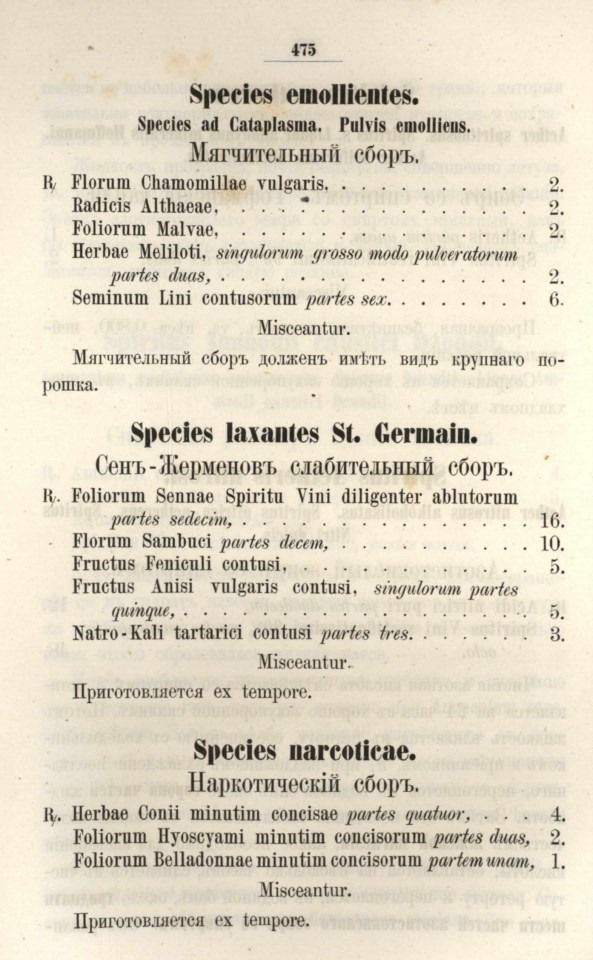 475
Species emollientes.
Species ad Cataplasma. Pulvis emolliens.
Мягчительный сборъ.
℞ Florum Chamomillae vulgaris, . . . . . . . . . . 2.
Radicis Althaeae, . . . . . . . . . . . . . . 2.
Foliorum Malvae, . . . . . . . . . . . . . . 2.
Herbae Meliloti, singulorum grosso modo pulveratorum
partes duas, . . . . . . . . . . . . . . 2.
Seminum Lini contusorum partes sex. . . . . . . . 6.
Misceantur.
Мягчительный сборъ долженъ имѣть видъ крупнаго по-
рошка.
Species laxantes St. Germain.
Сенъ-Жерменовъ слабительный сборъ.
℞. Foliorum Sennae Spiritu Vini diligenter ablutorum
partes sedecim, . . . . . . . . . . . . . 16.
Florum Sambuci partes decem, . . . . . . . . . 10.
Fructus Feniculi contusi, . . . . . . . . . . . 5.
Fructus Anisi vulgaris contusi, singulorum partes
quinque, . . . . . . . . . . . . . . . 5.
Natro-Kali tartarici contusi partes tres. . . . . . . 3.
Misceantur.
Приготовляется ex tempore.
Species narcoticae.
Наркотическій сборъ.
℞. Herbae Conii minutim concisae partes quatuor, . . . 4.
Foliorum Hyoscyami minutim concisorum partes duas, 2.
Foliorum Belladonnae minutim concisorum partem unam, 1.
Misceantur.
Приготовляется ex tempore.